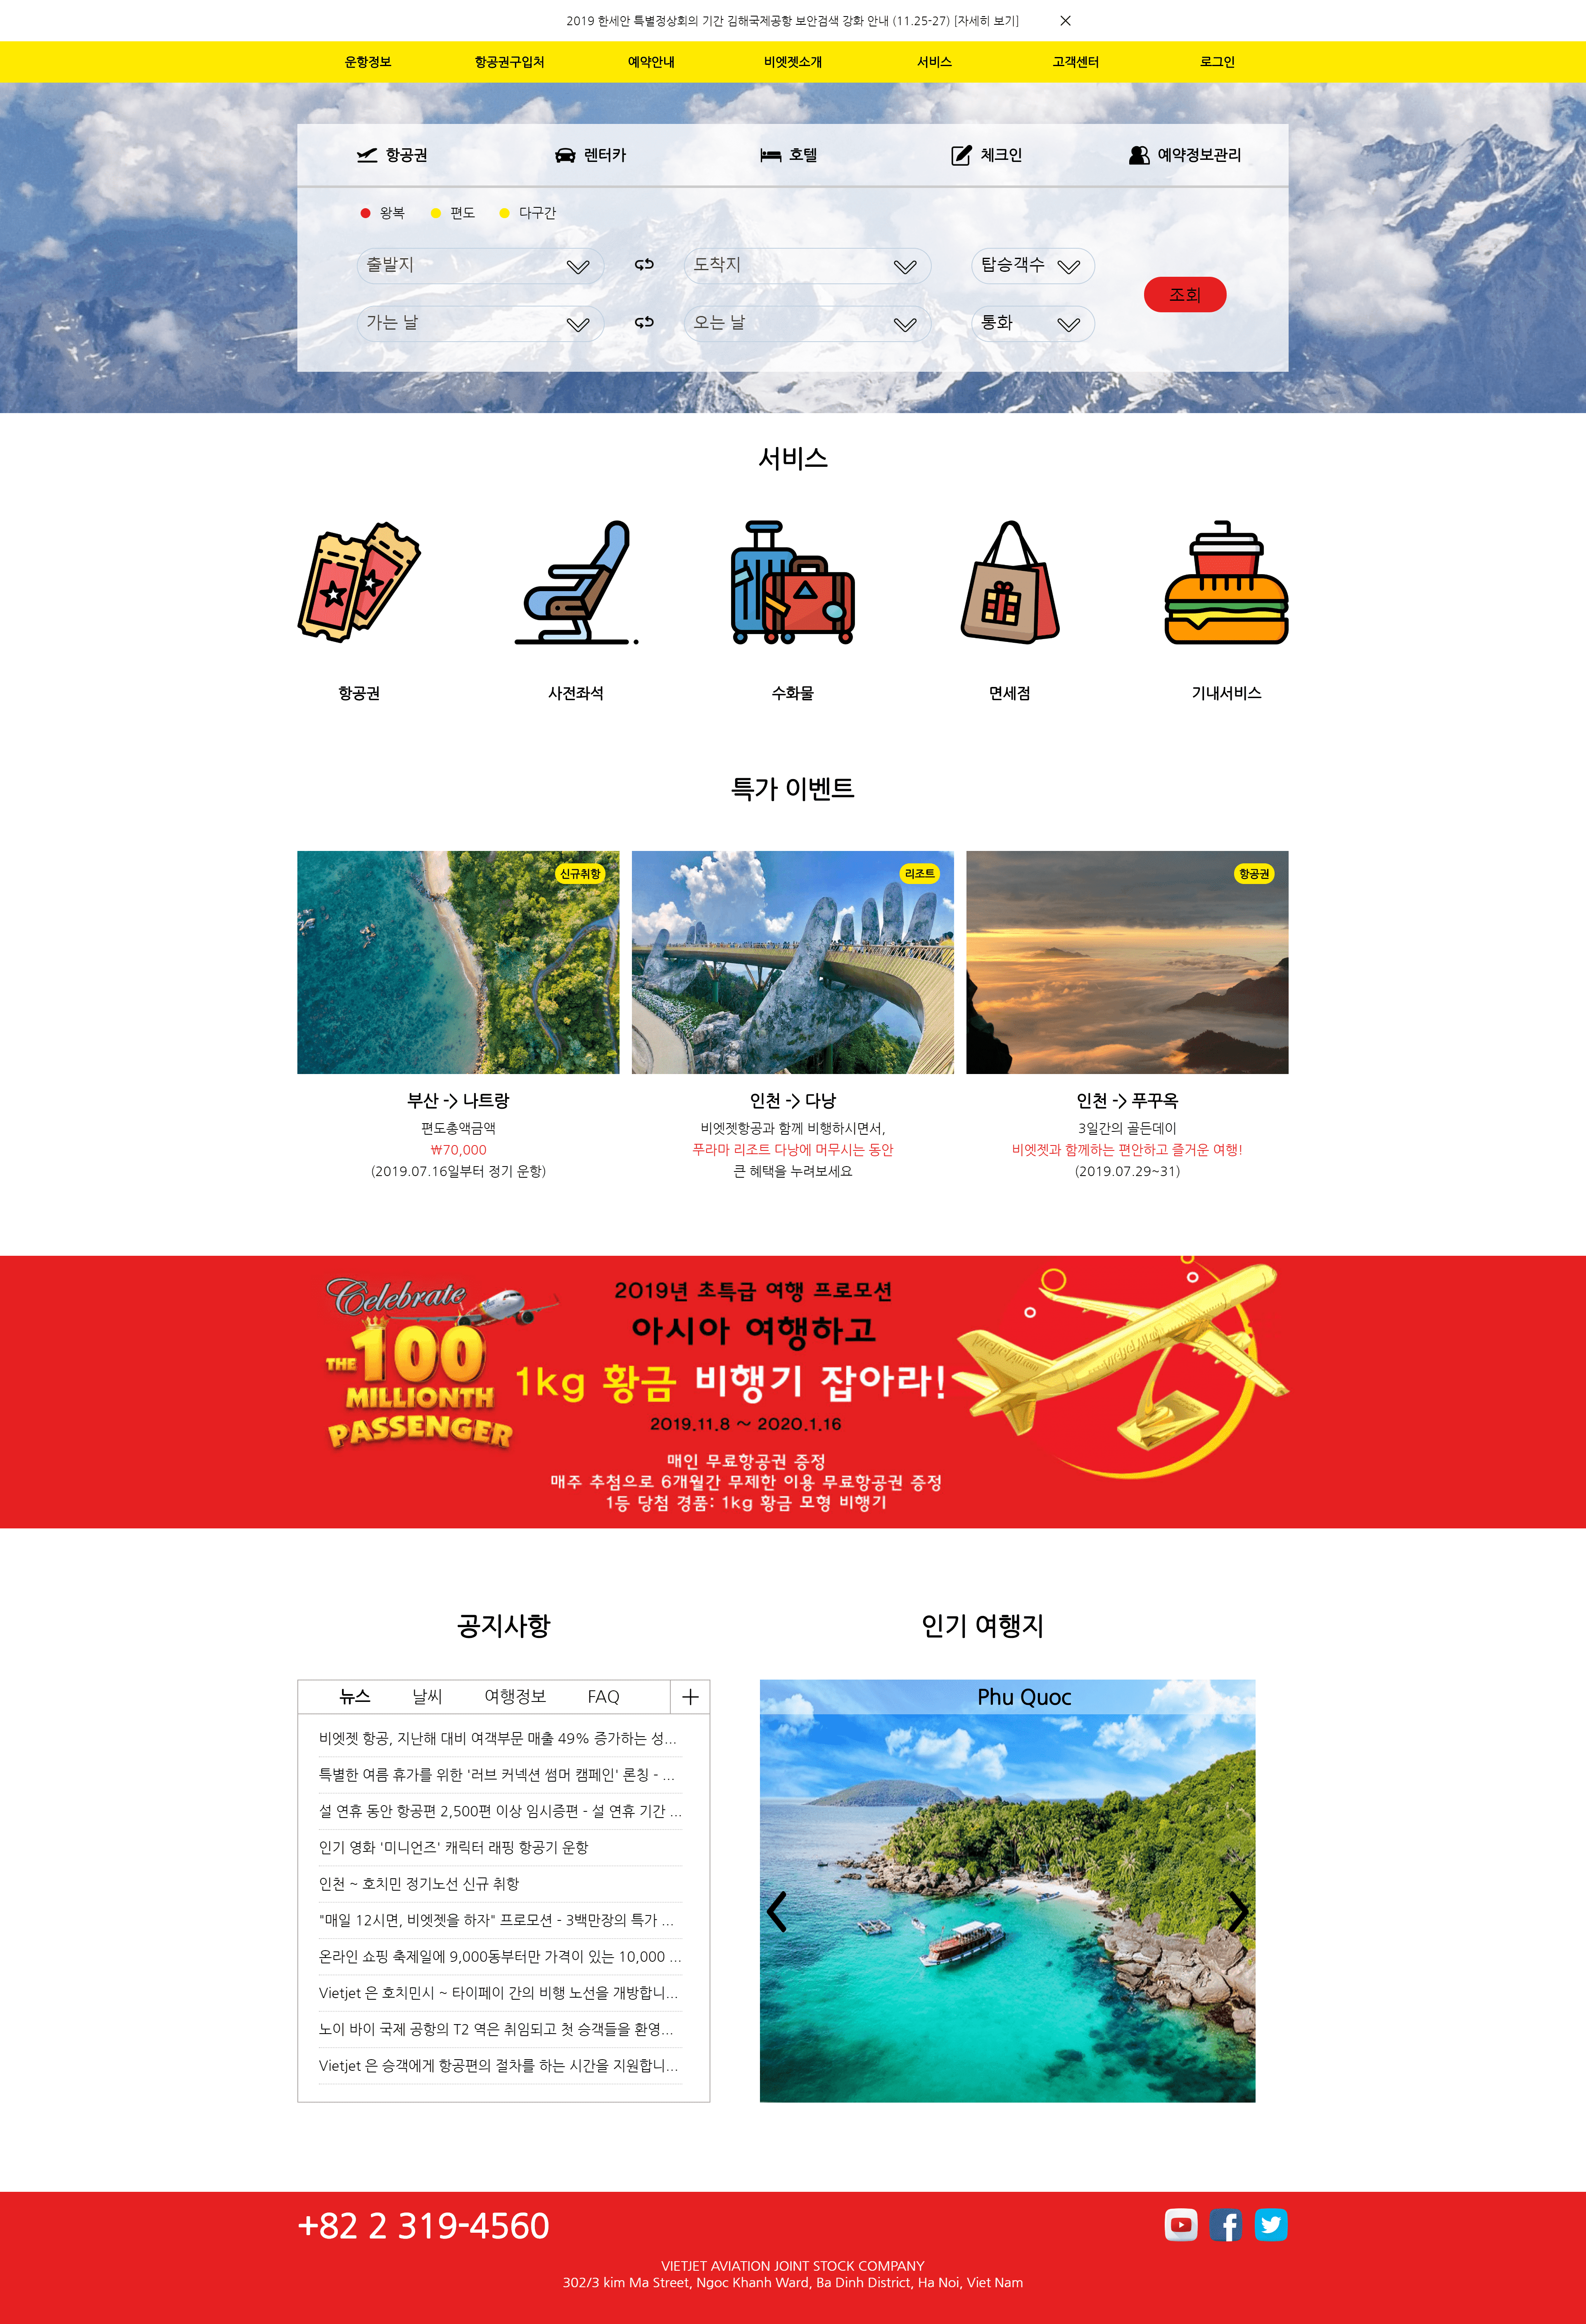 2019 한세안 특별정상회의 기간 김해국제공항 보안검색 강화 안내 (11.25-27) [자세히 보기]
운항정보 항공권구입처 예약안내 비엣젯소개 서비스 고객센터 로그인
항공권 렌터카 호텔 체크인 예약정보관리
왕복 편도 다구간
출발지 도착지 탑승객수
조회
가는 날 오는 날 통화
서비스
항공권 사전좌석 수화물 면세점 기내서비스
특가 이벤트
신규취항 리조트 항공권
부산 -> 나트랑
편도총액금액
₩70,000
(2019.07.16일부터 정기 운항)
인천 -> 다낭
비엣젯항공과 함께 비행하시면서,
푸라마 리조트 다낭에 머무시는 동안
큰 혜택을 누려보세요
인천 -> 푸꾸옥
3일간의 골든데이
비엣젯과 함께하는 편안하고 즐거운 여행!
(2019.07.29~31)
Celebrate
THE 100
MILLIONTH
PASSENGER
2019년 초특급 여행 프로모션
아시아 여행하고
1kg 황금 비행기 잡아라!
2019.11.8 ~ 2020.1.16
매인 무료항공권 증정
매주 추첨으로 6개월간 무제한 이용 무료항공권 증정
1등 당첨 경품: 1kg 황금 모형 비행기
공지사항
뉴스 날씨 여행정보 FAQ
비엣젯 항공, 지난해 대비 여객부문 매출 49% 증가하는 성...
특별한 여름 휴가를 위한 '러브 커넥션 썸머 캠페인' 론칭 - ...
설 연휴 동안 항공편 2,500편 이상 임시증편 - 설 연휴 기간 ...
인기 영화 '미니언즈' 캐릭터 래핑 항공기 운항
인천 ~ 호치민 정기노선 신규 취항
"매일 12시면, 비엣젯을 하자" 프로모션 - 3백만장의 특가 ...
온라인 쇼핑 축제일에 9,000동부터만 가격이 있는 10,000 ...
Vietjet 은 호치민시 ~ 타이페이 간의 비행 노선을 개방합니...
노이 바이 국제 공항의 T2 역은 취임되고 첫 승객들을 환영...
Vietjet 은 승객에게 항공편의 절차를 하는 시간을 지원합니...
인기 여행지
Phu Quoc
+82 2 319-4560
VIETJET AVIATION JOINT STOCK COMPANY
302/3 kim Ma Street, Ngoc Khanh Ward, Ba Dinh District, Ha Noi, Viet Nam